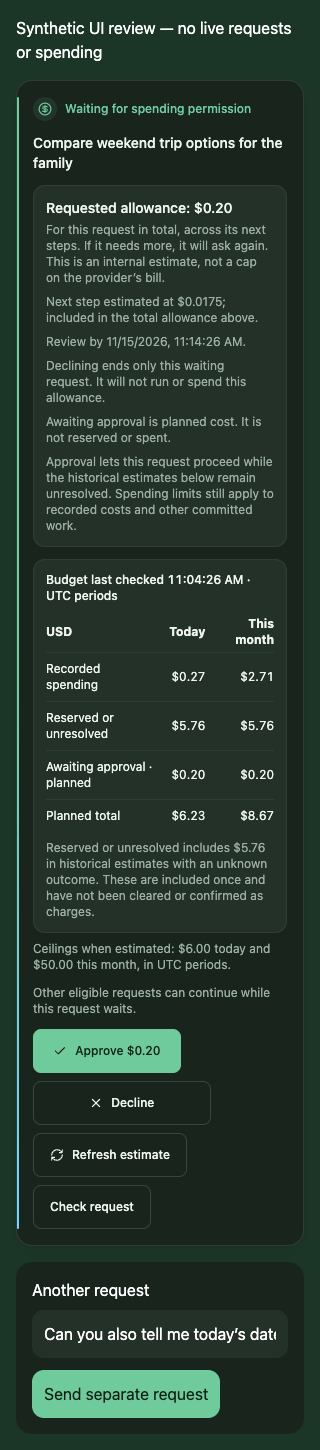 Synthetic UI review — no live requests
or spending
Waiting for spending permission
Compare weekend trip options for the
family
Requested allowance: $0.20
For this request in total, across its next
steps. If it needs more, it will ask again.
This is an internal estimate, not a cap
on the provider's bill.
Next step estimated at $0.0175;
included in the total allowance above.
Review by 11/15/2026, 11:14:26 AM.
Declining ends only this waiting
request. It will not run or spend this
allowance.
Awaiting approval is planned cost. It is
not reserved or spent.
Approval lets this request proceed while
the historical estimates below remain
unresolved. Spending limits still apply to
recorded costs and other committed
work.
Budget last checked 11:04:26 AM ·
UTC periods
USD Today This
month
Recorded
spending $0.27 $2.71
Reserved or
unresolved $5.76 $5.76
Awaiting approval ·
planned $0.20 $0.20
Planned total $6.23 $8.67
Reserved or unresolved includes $5.76
in historical estimates with an unknown
outcome. These are included once and
have not been cleared or confirmed as
charges.
Ceilings when estimated: $6.00 today and
$50.00 this month, in UTC periods.
Other eligible requests can continue while
this request waits.
Approve $0.20
Decline
Refresh estimate
Check request
Another request
Can you also tell me today's date
Send separate request